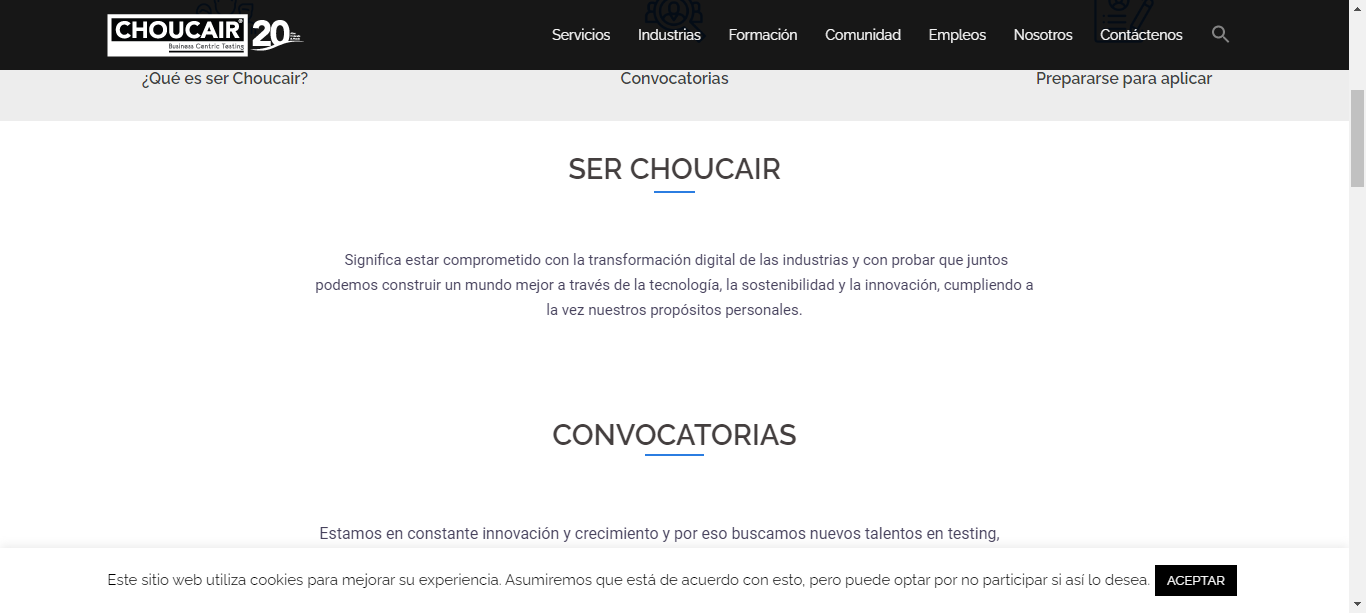 CHOUCAIR
Business Centric Testing
20
Servicios
Industrias
Formación
Comunidad
Empleos
Nosotros
Contáctenos
¿Qué es ser Choucair?
Convocatorias
Prepararse para aplicar
SER CHOUCAIR
Significa estar comprometido con la transformación digital de las industrias y con probar que juntos
podemos construir un mundo mejor a través de la tecnología, la sostenibilidad y la innovación, cumpliendo a
la vez nuestros propósitos personales.
CONVOCATORIAS
Estamos en constante innovación y crecimiento y por eso buscamos nuevos talentos en testing,
Este sitio web utiliza cookies para mejorar su experiencia. Asumiremos que está de acuerdo con esto, pero puede optar por no participar si así lo desea.
ACEPTAR